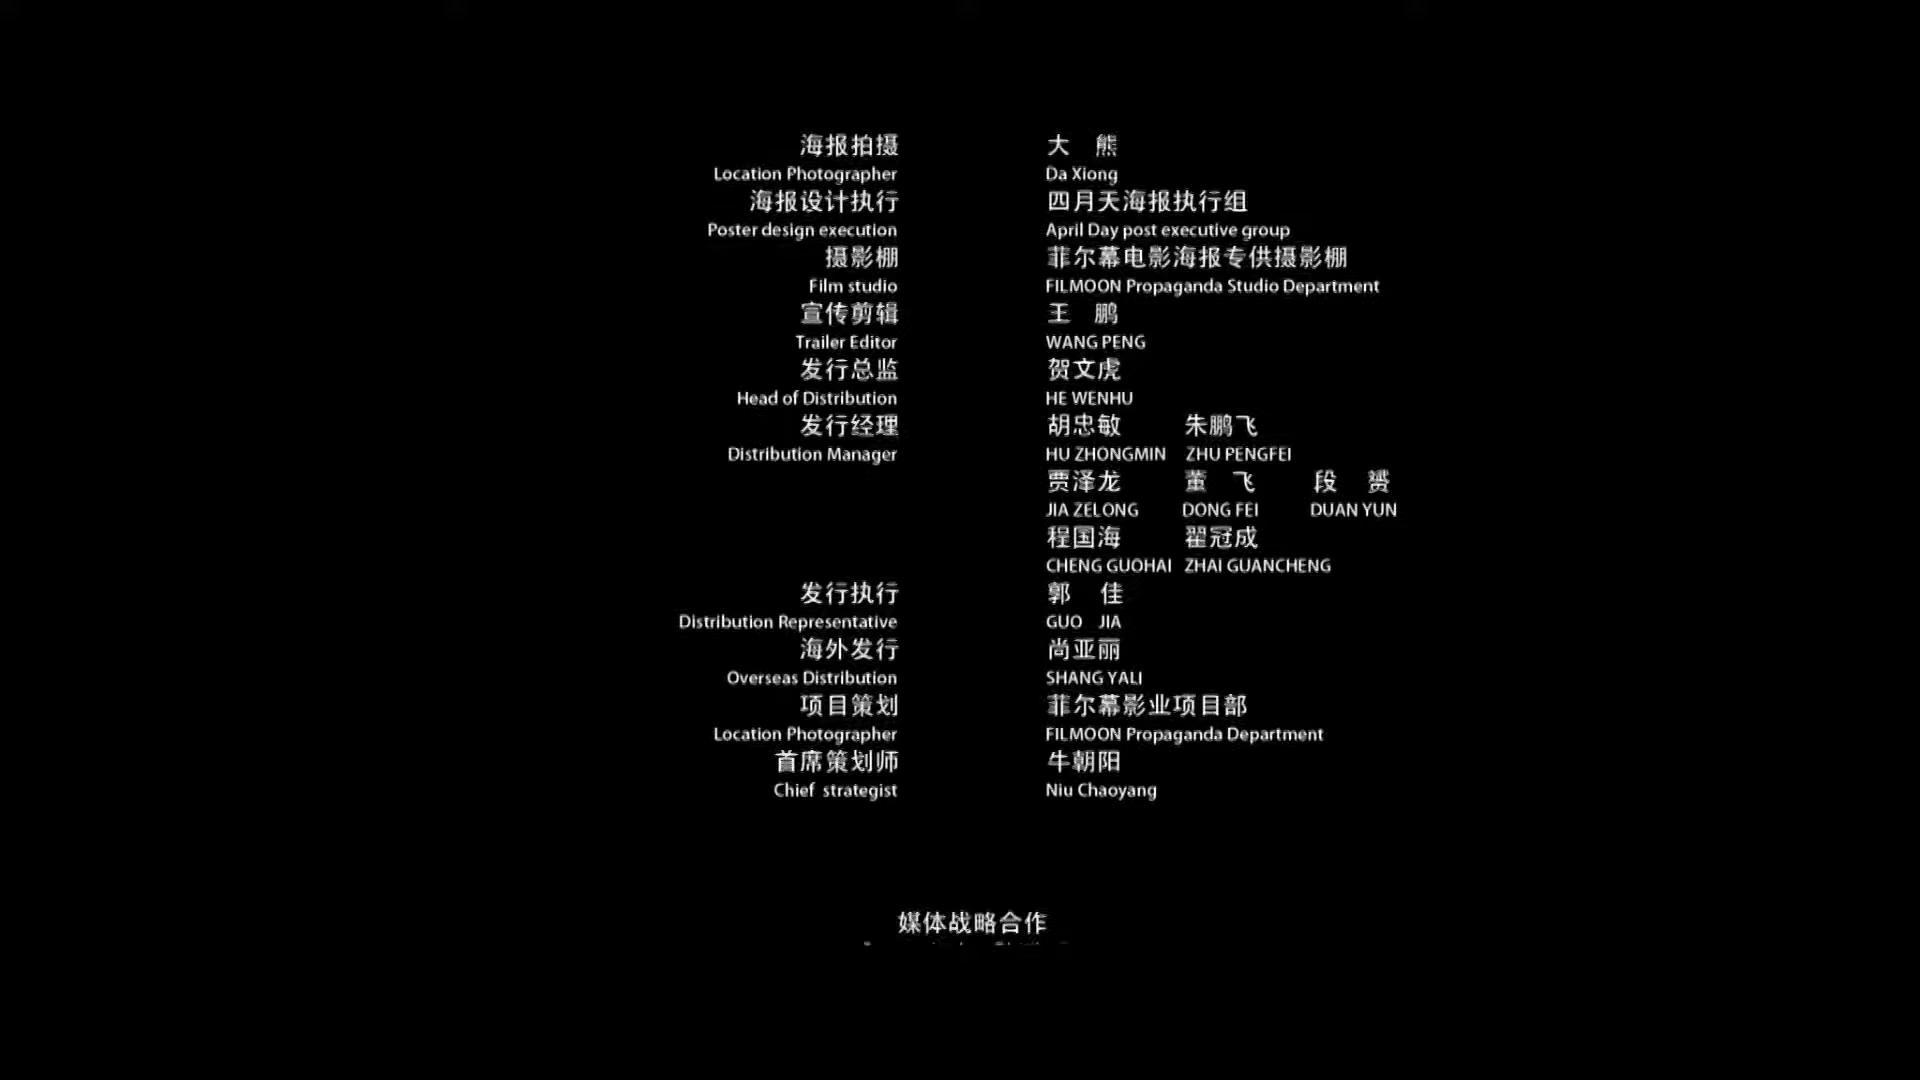 海报拍摄 大 熊
Location Photographer Da Xiong
海报设计执行 四月天海报执行组
Poster design execution April Day post executive group
摄影棚 菲尔幕电影海报专供摄影棚
Film studio FILMOON Propaganda Studio Department
宣传剪辑 王 鹏
Trailer Editor WANG PENG
发行总监 贺文虎
Head of Distribution HE WENHU
发行经理 胡忠敏 朱鹏飞
Distribution Manager HU ZHONGMIN ZHU PENGFEI
贾泽龙 董 飞 段 赟
JIA ZELONG DONG FEI DUAN YUN
程国海 翟冠成
CHENG GUOHAI ZHAI GUANCHENG
发行执行 郭 佳
Distribution Representative GUO JIA
海外发行 尚亚丽
Overseas Distribution SHANG YALI
项目策划 菲尔幕影业项目部
Location Photographer FILMOON Propaganda Department
首席策划师 牛朝阳
Chief strategist Niu Chaoyang
媒体战略合作